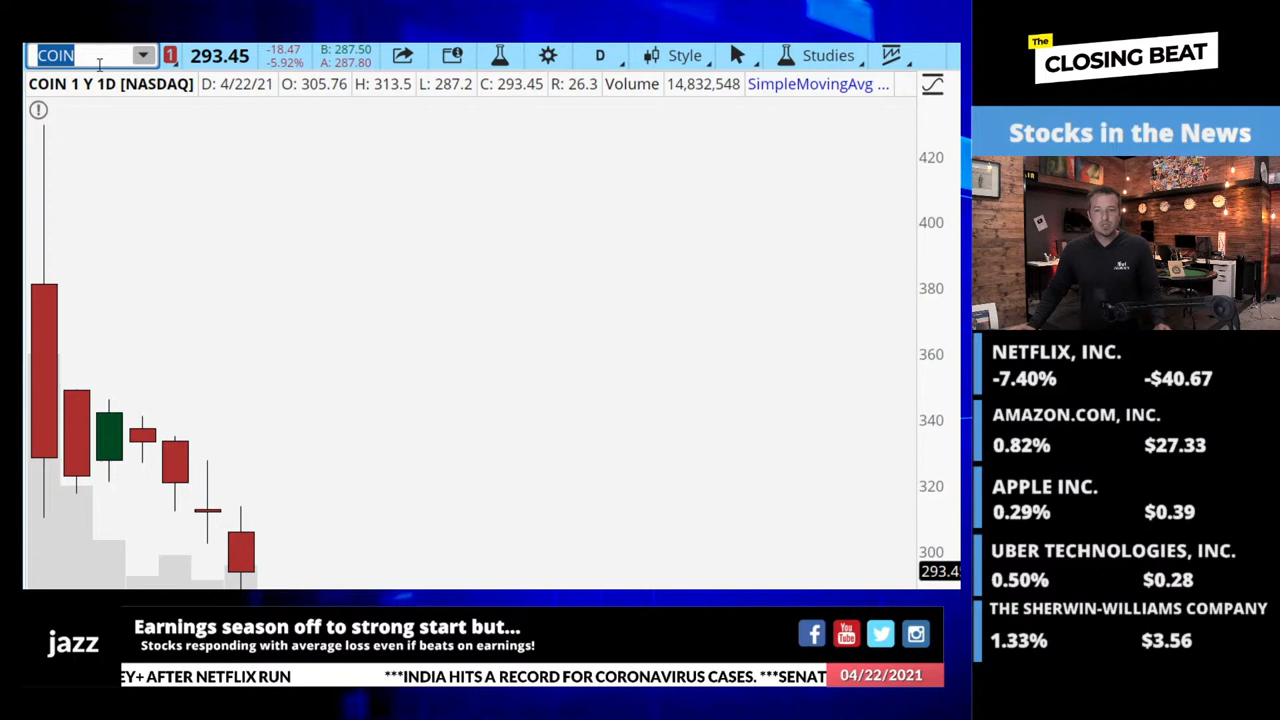 COIN
1
293.45
-18.47
-5.92%
B: 287.50
A: 287.80
D
Style
Studies
COIN 1 Y 1D [NASDAQ]
D: 4/22/21
O: 305.76
H: 313.5
L: 287.2
C: 293.45
R: 26.3
Volume
14,832,548
SimpleMovingAvg ...
420
400
380
360
340
320
300
293.45
The
CLOSING BEAT
Stocks in the News
NETFLIX, INC.
-7.40% -$40.67
AMAZON.COM, INC.
0.82% $27.33
APPLE INC.
0.29% $0.39
UBER TECHNOLOGIES, INC.
0.50% $0.28
THE SHERWIN-WILLIAMS COMPANY
1.33% $3.56
jazz
Earnings season off to strong start but...
Stocks responding with average loss even if beats on earnings!
You Tube
EY+ AFTER NETFLIX RUN ***INDIA HITS A RECORD FOR CORONAVIRUS CASES. ***SENAT
04/22/2021